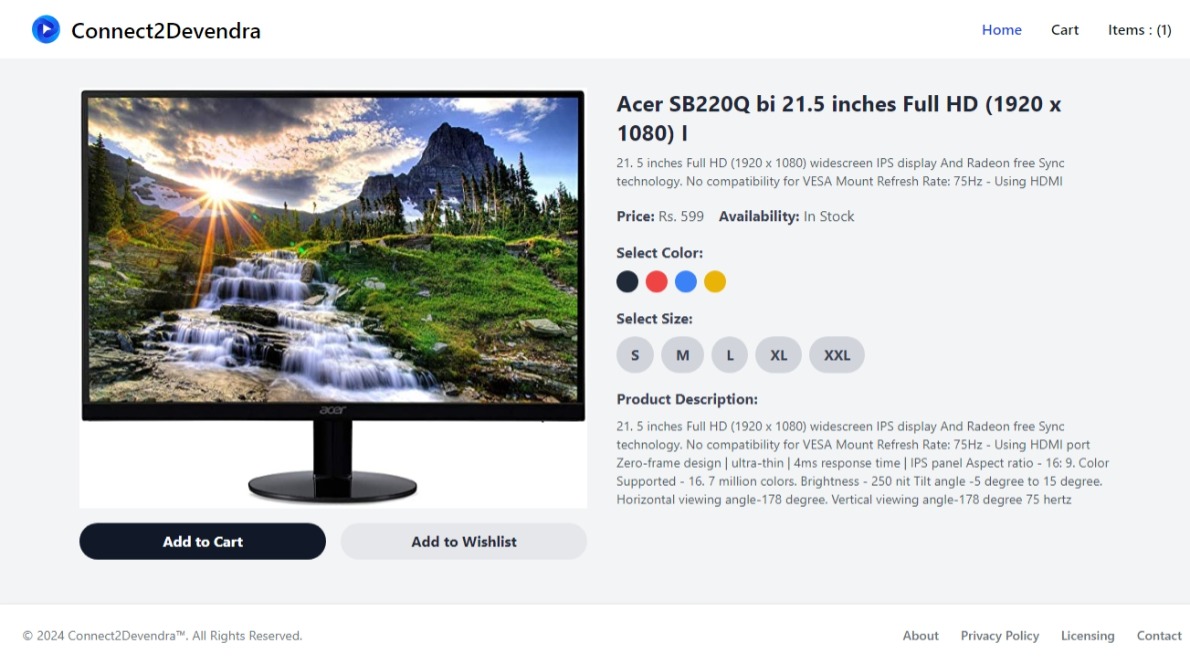 Connect2Devendra
Home Cart Items : (1)
Acer SB220Q bi 21.5 inches Full HD (1920 x
1080) I
21. 5 inches Full HD (1920 x 1080) widescreen IPS display And Radeon free Sync
technology. No compatibility for VESA Mount Refresh Rate: 75Hz - Using HDMI
Price: Rs. 599 Availability: In Stock
Select Color:
Select Size:
S M L XL XXL
Product Description:
21. 5 inches Full HD (1920 x 1080) widescreen IPS display And Radeon free Sync
technology. No compatibility for VESA Mount Refresh Rate: 75Hz - Using HDMI port
Zero-frame design | ultra-thin | 4ms response time | IPS panel Aspect ratio - 16: 9. Color
Supported - 16. 7 million colors. Brightness - 250 nit Tilt angle -5 degree to 15 degree.
Horizontal viewing angle-178 degree. Vertical viewing angle-178 degree 75 hertz
acer
Add to Cart Add to Wishlist
© 2024 Connect2Devendra™. All Rights Reserved.
About Privacy Policy Licensing Contact